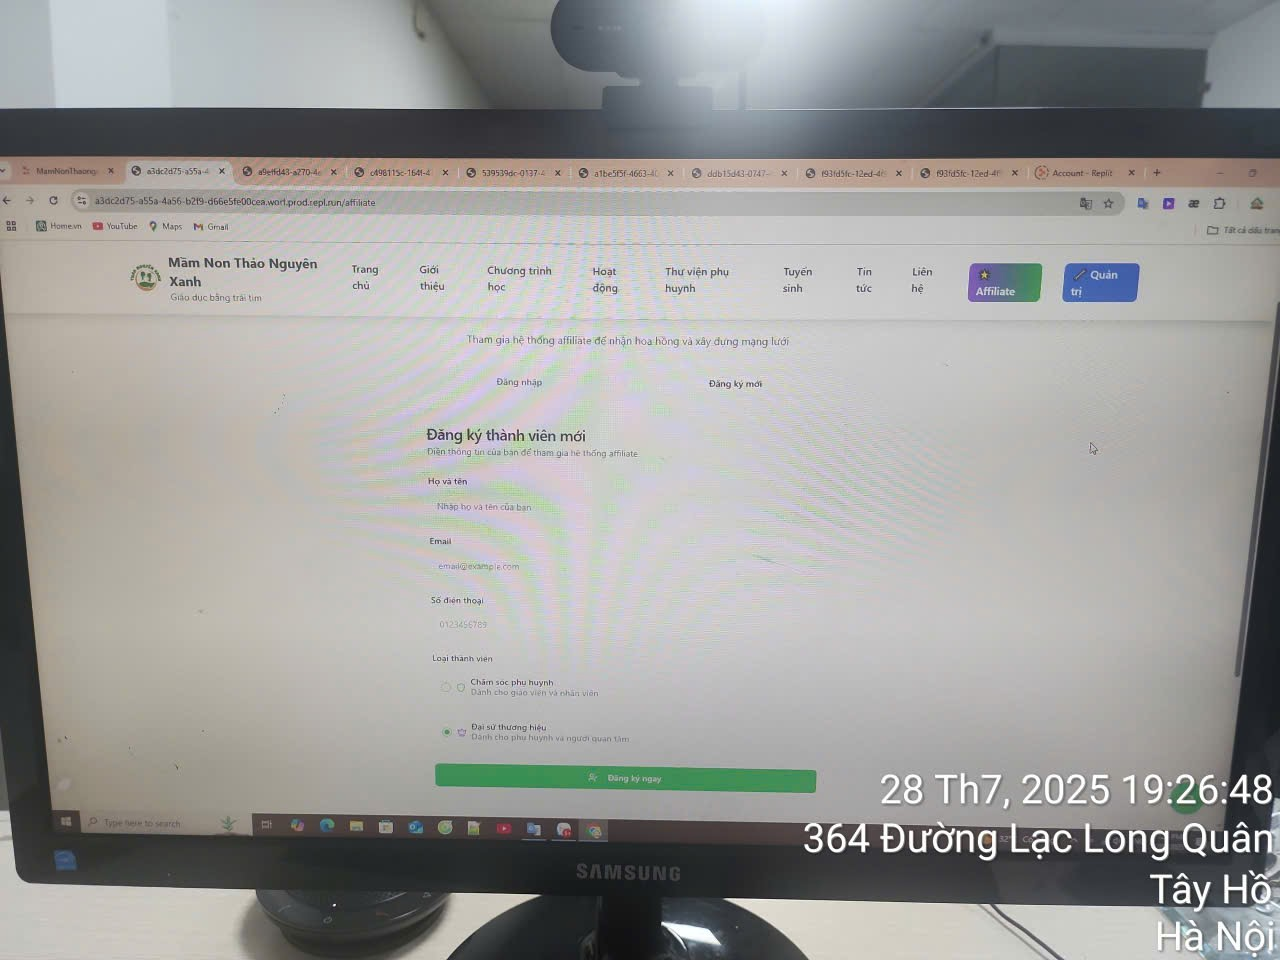 MamNonThaong
a3dc2d75-a55a-4
a9effd43-a270-4c
c498115c-1641-4
539539dc-0137-4
a1be5f5f-4663-4
ddb15d43-0747-
f93fd5fc-12ed-4f
f93fd5fc-12ed-4f
Account - Replit
a3dc2d75-a55a-4a56-b2f9-d66e5fe00cea.worf.prod.repl.run/affiliate
Home.vn YouTube Maps Gmail
Tất cả dấu trang
Mầm Non Thảo Nguyên
Xanh
Giáo dục bằng trái tim
Trang
chủ
Giới
thiệu
Chương trình
học
Hoạt
động
Thư viện phụ
huynh
Tuyển
sinh
Tin
tức
Liên
hệ
Affiliate
Quản
trị
Tham gia hệ thống affiliate để nhận hoa hồng và xây dựng mạng lưới
Đăng nhập
Đăng ký mới
Đăng ký thành viên mới
Điền thông tin của bạn để tham gia hệ thống affiliate
Họ và tên
Nhập họ và tên của bạn
Email
email@example.com
Số điện thoại
0123456789
Loại thành viên
Chăm sóc phụ huynh
Dành cho giáo viên và nhân viên
Đại sứ thương hiệu
Dành cho phụ huynh và người quan tâm
Đăng ký ngay
Type here to search
SAMSUNG
28 Th7, 2025 19:26:48
364 Đường Lạc Long Quân
Tây Hồ
Hà Nội